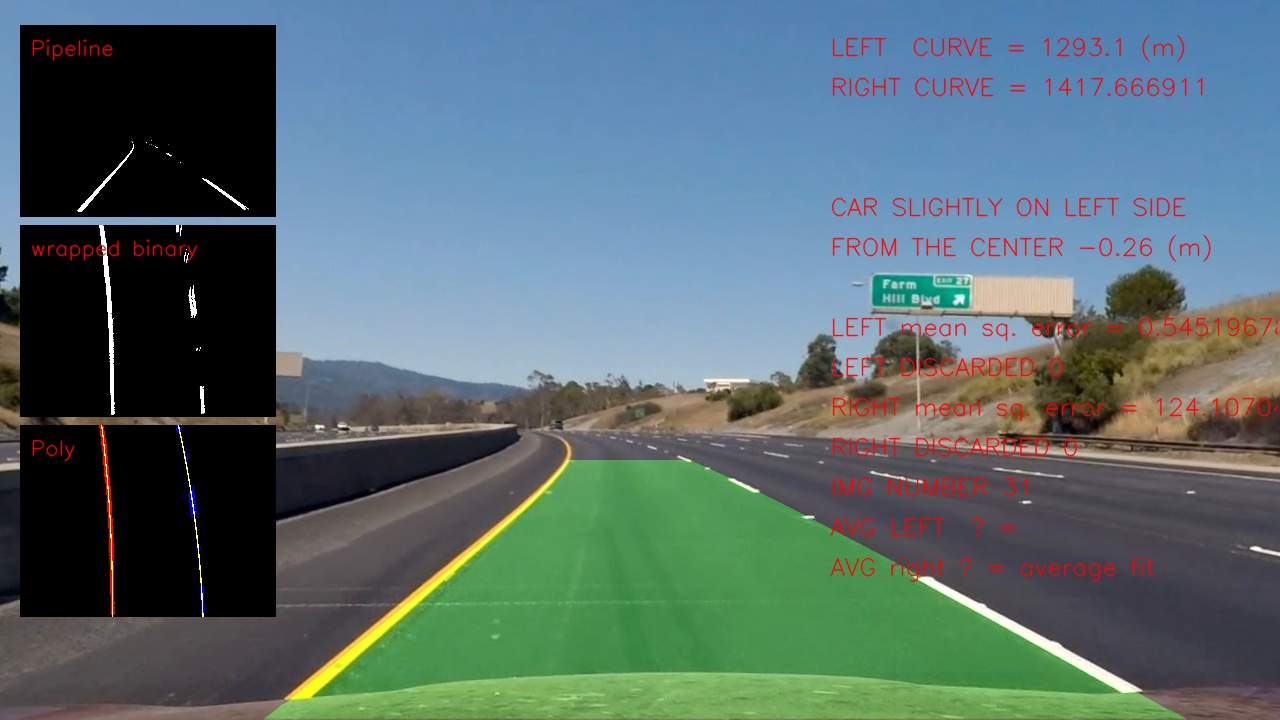 Pipeline
wrapped binary
Poly
LEFT  CURVE = 1293.1 (m)
RIGHT CURVE = 1417.666911
CAR SLIGHTLY ON LEFT SIDE
FROM THE CENTER -0.26 (m)
EXIT 27
Farm
Hill Blvd
LEFT mean sq. error = 0.5451967
LEFT DISCARDED 0
RIGHT mean sq. error = 124.1070
RIGHT DISCARDED 0
IMG NUMBER 31
AVG LEFT  ? =
AVG right ? = average fit